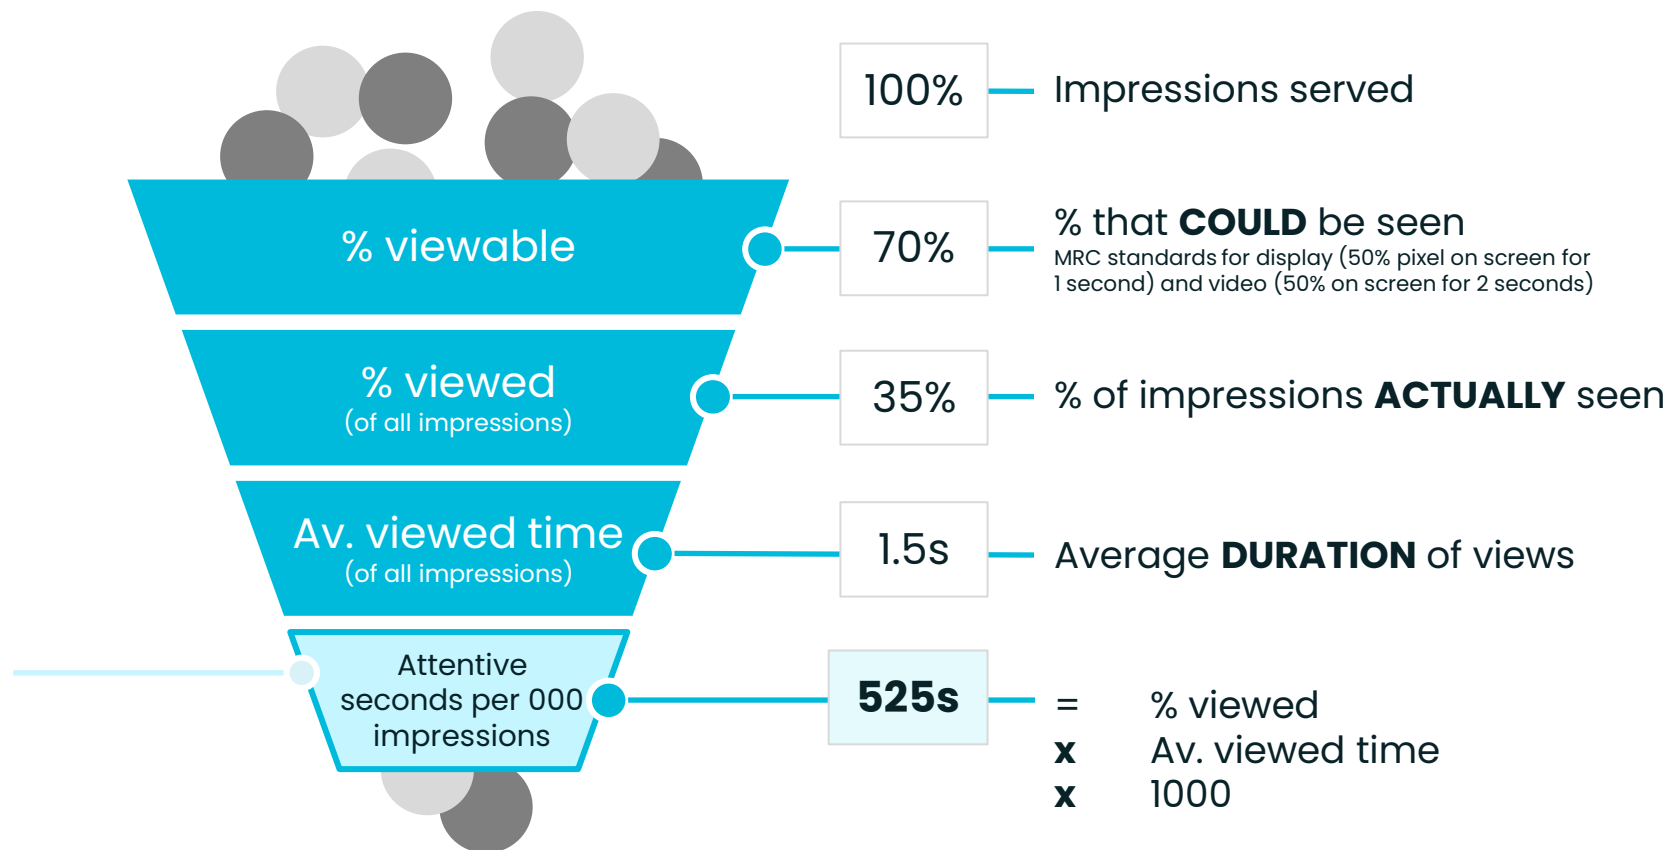 100%
Impressions served
% viewable
70%
% that COULD be seen
MRC standards for display (50% pixel on screen for
1 second) and video (50% on screen for 2 seconds)
% viewed
(of all impressions)
35%
% of impressions ACTUALLY seen
Av. viewed time
(of all impressions)
1.5s
Average DURATION of views
Attentive
seconds per 000
impressions
525s
= % viewed
x Av. viewed time
x 1000